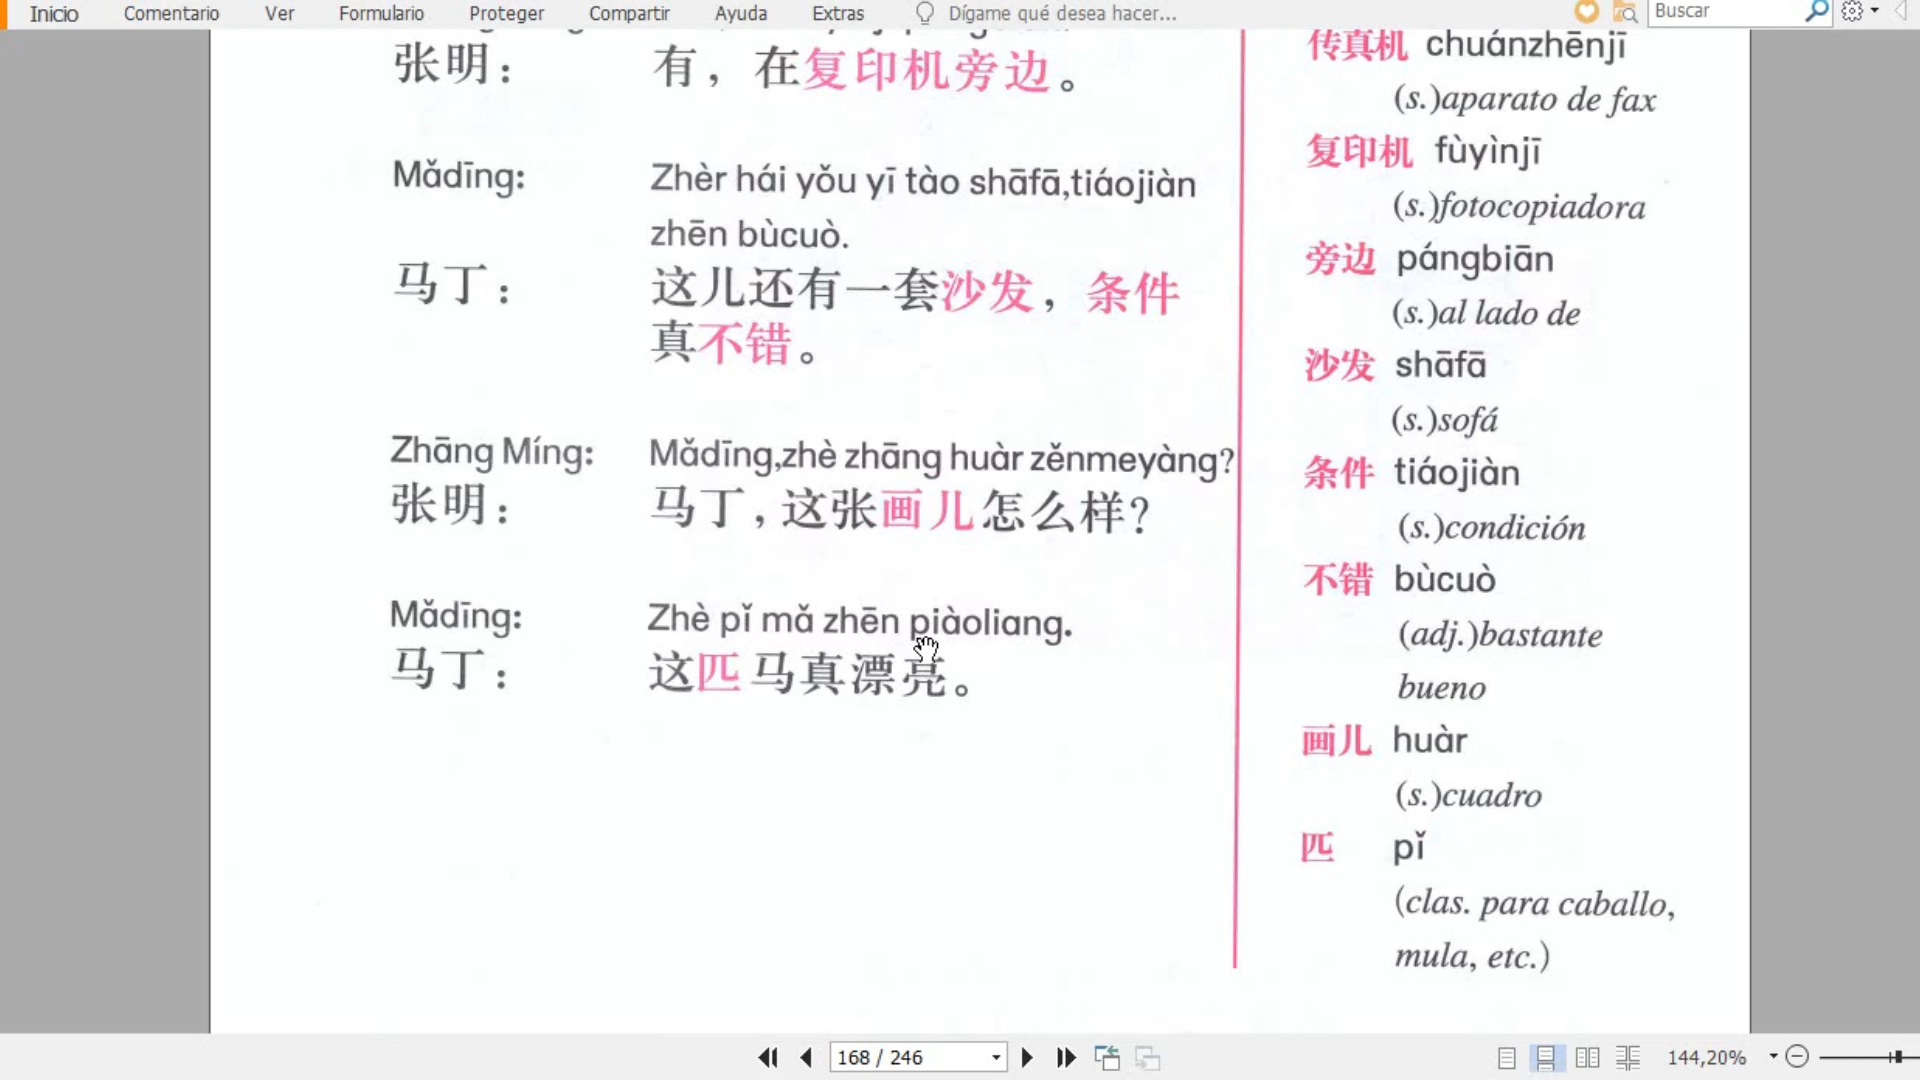 Inicio Comentario Ver Formulario Proteger Compartir Ayuda Extras Dígame qué desea hacer... Buscar
张明： 有，在复印机旁边。
Mǎdīng: Zhèr hái yǒu yī tào shāfā,tiáojiàn
zhēn bùcuò.
马丁： 这儿还有一套沙发，条件
真不错。
Zhāng Míng: Mǎdīng,zhè zhāng huàr zěnmeyàng?
张明： 马丁，这张画儿怎么样？
Mǎdīng: Zhè pǐ mǎ zhēn piàoliang.
马丁： 这匹马真漂亮。
传真机 chuánzhēnjī
(s.)aparato de fax
复印机 fùyìnjī
(s.)fotocopiadora
旁边 pángbiān
(s.)al lado de
沙发 shāfā
(s.)sofá
条件 tiáojiàn
(s.)condición
不错 bùcuò
(adj.)bastante
bueno
画儿 huàr
(s.)cuadro
匹 pǐ
(clas. para caballo,
mula, etc.)
168 / 246 144,20%